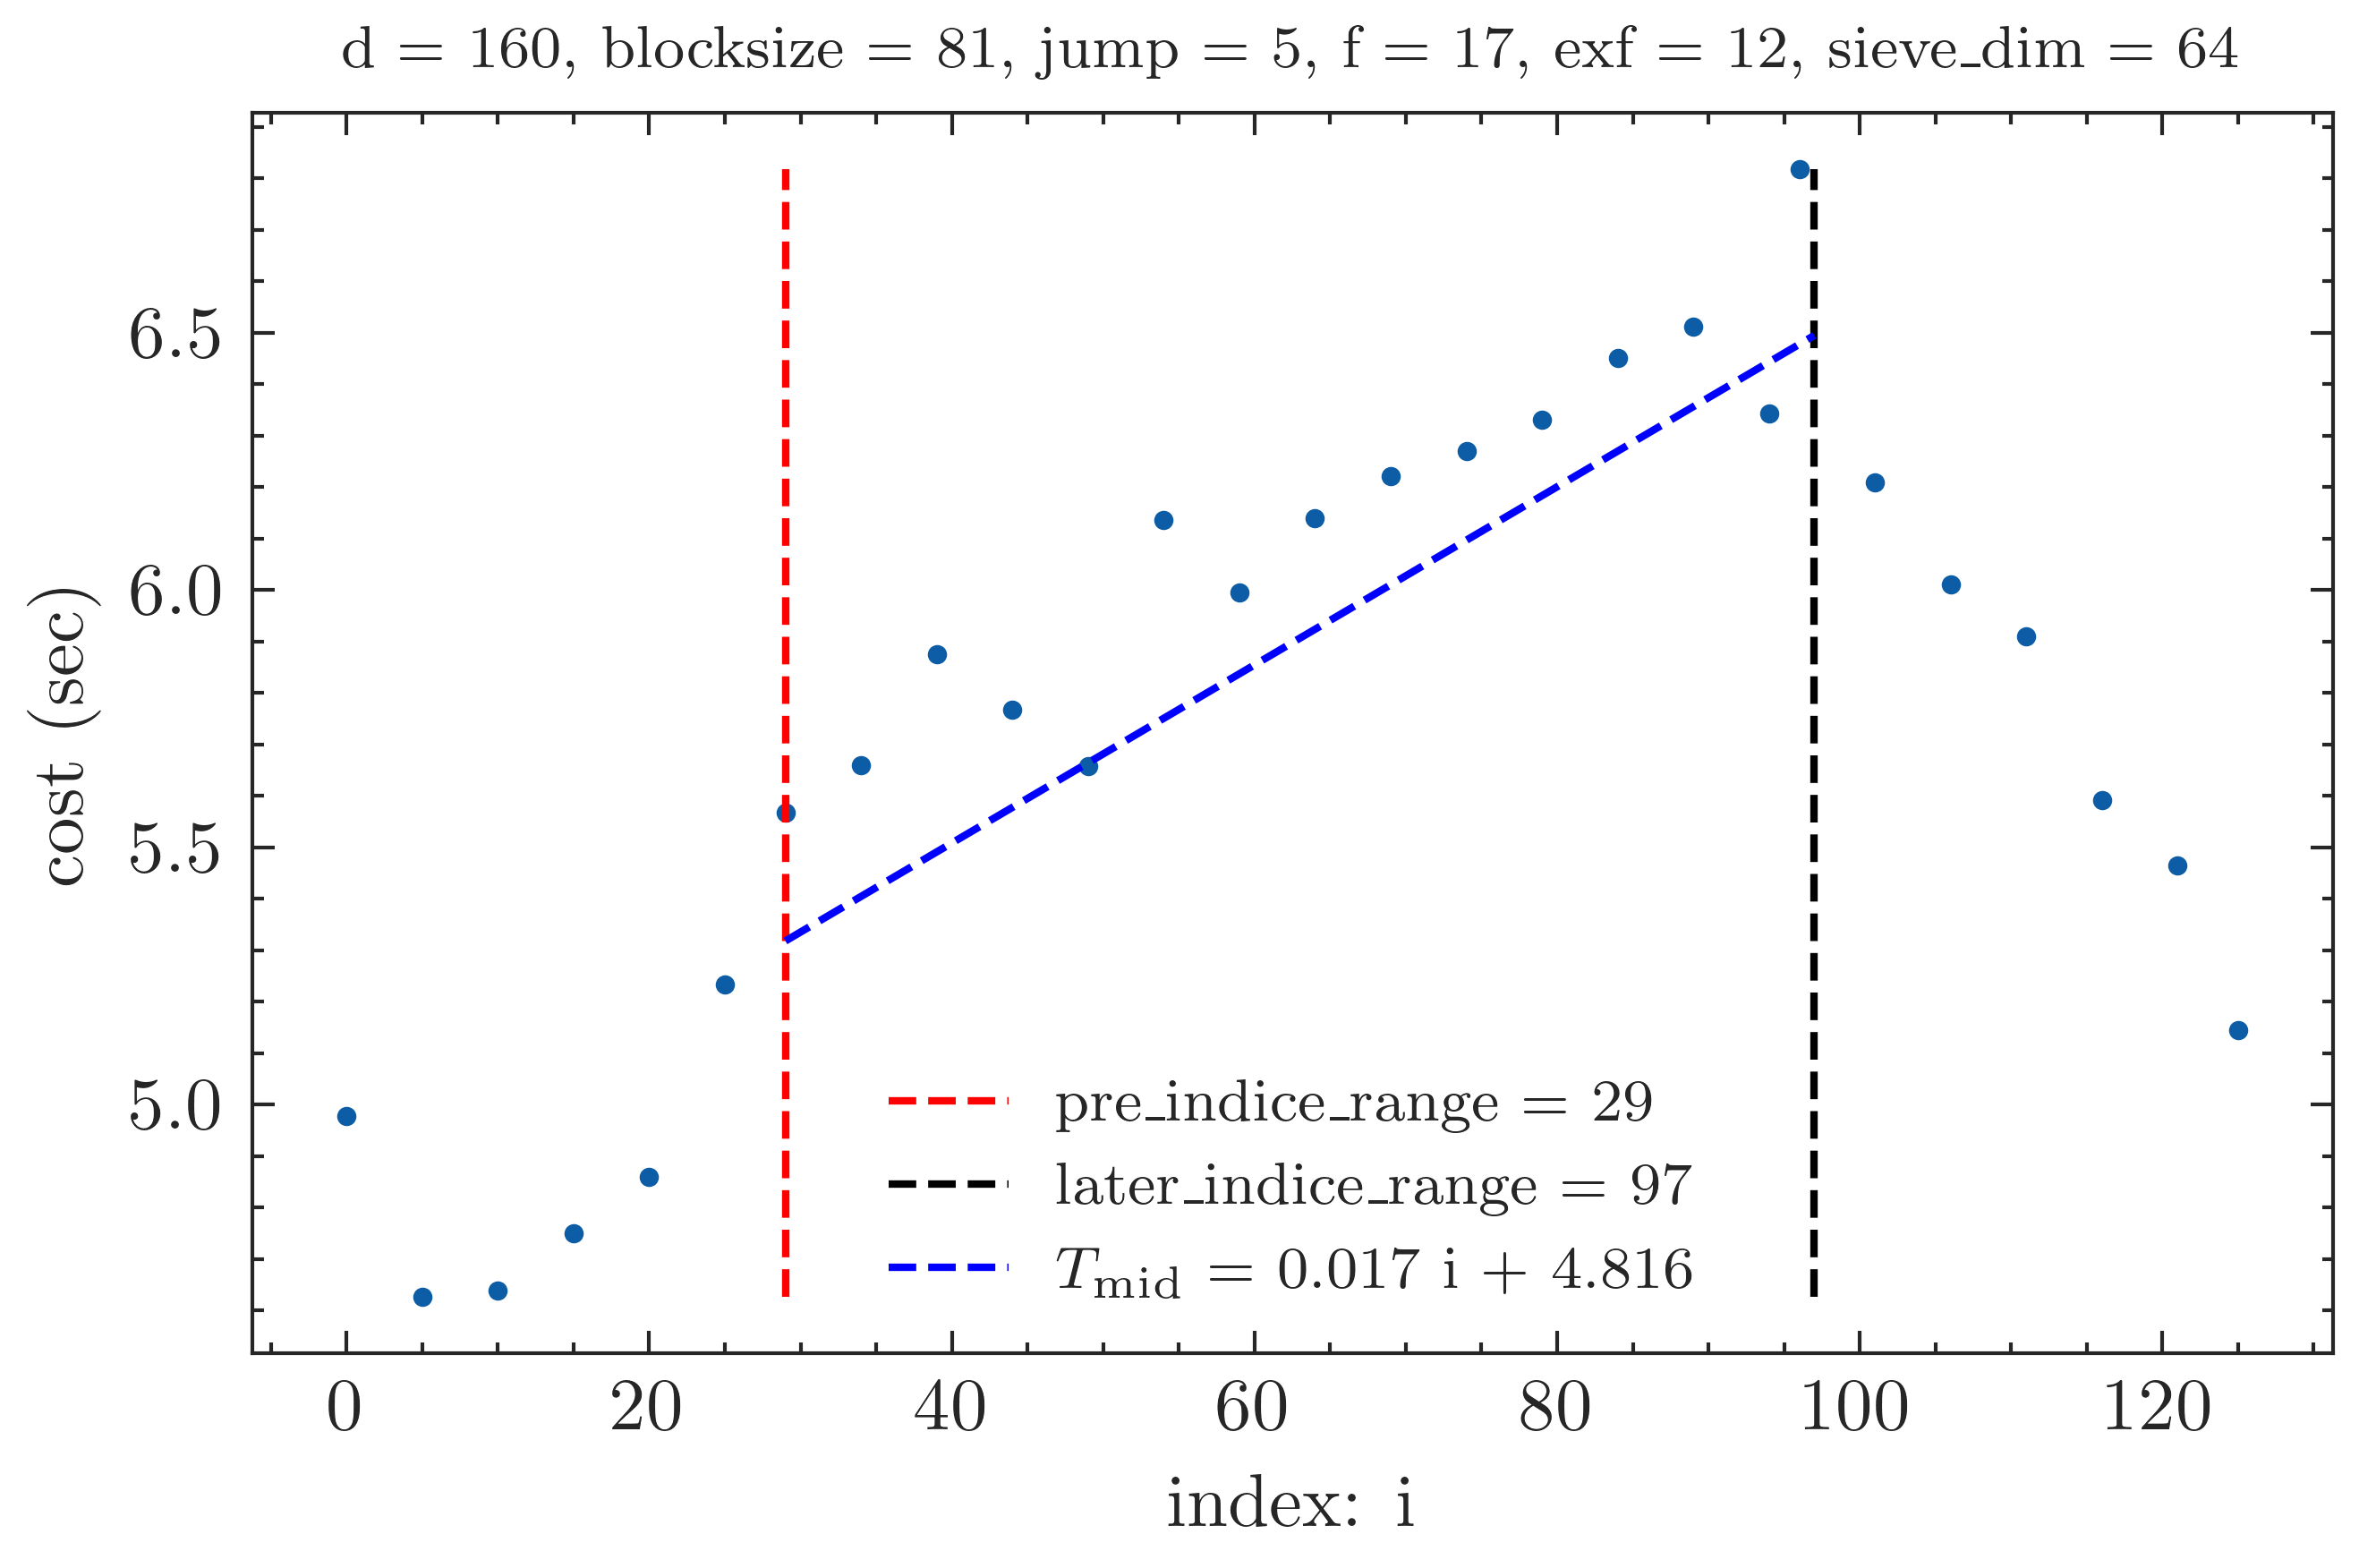 d = 160, blocksize = 81, jump = 5, f = 17, exf = 12, sieve_dim = 64
cost (sec)
6.5
6.0
5.5
5.0
pre_indice_range = 29
later_indice_range = 97
T_mid = 0.017 i + 4.816
0 20 40 60 80 100 120
index: i